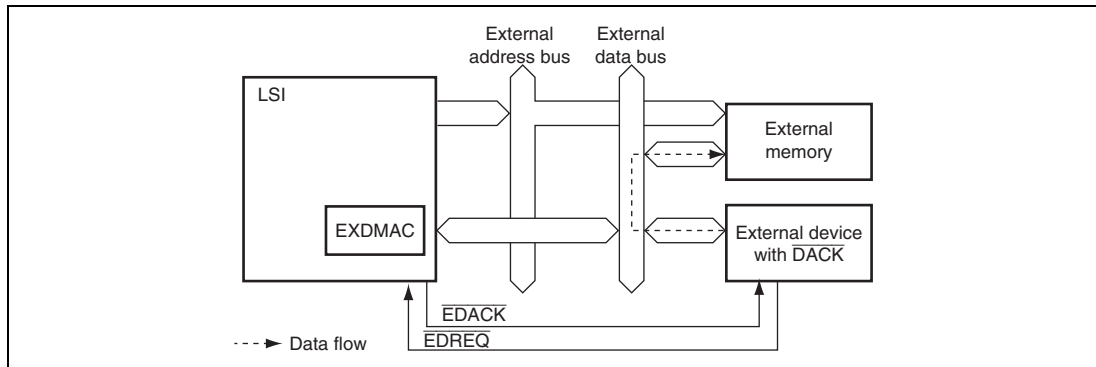 External
address bus
External
data bus
LSI
External
memory
EXDMAC
External device
with DACK
EDACK
EDREQ
Data flow